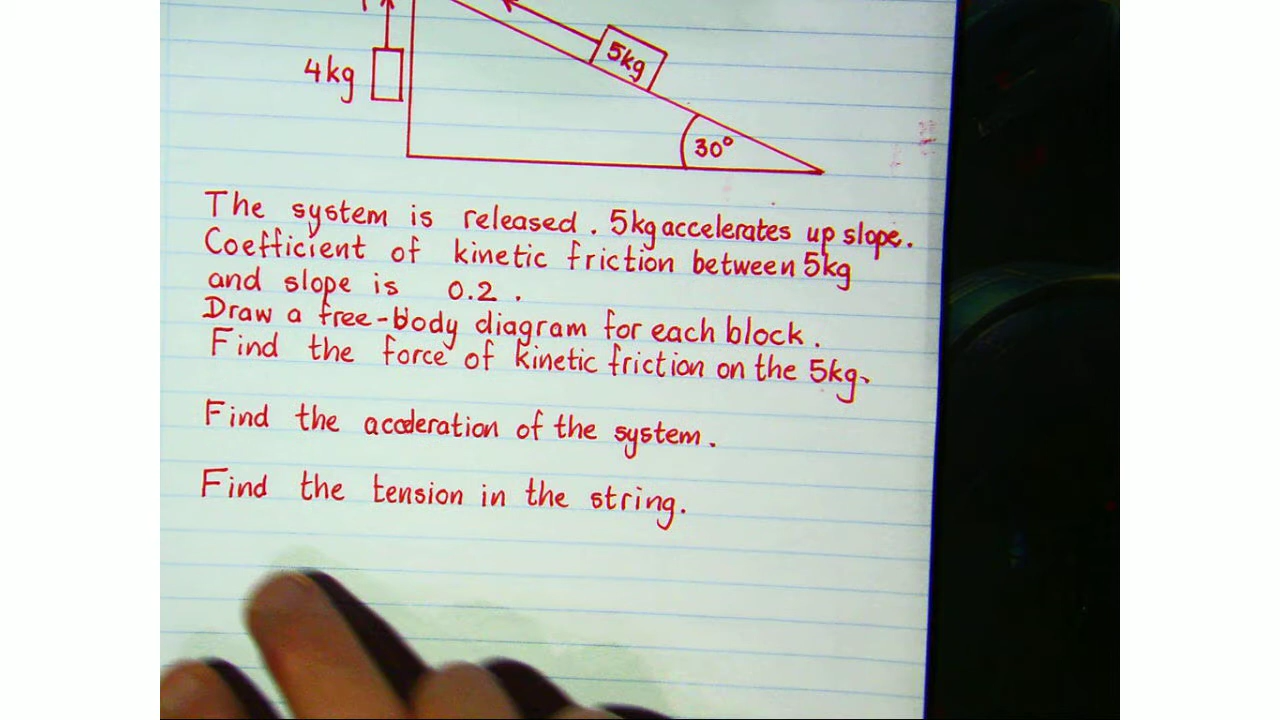 4kg
5kg
30°
The system is released. 5kg accelerates up slope.
Coefficient of kinetic friction between 5kg
and slope is 0.2.
Draw a free-body diagram for each block.
Find the force of kinetic friction on the 5kg.
Find the acceleration of the system.
Find the tension in the string.